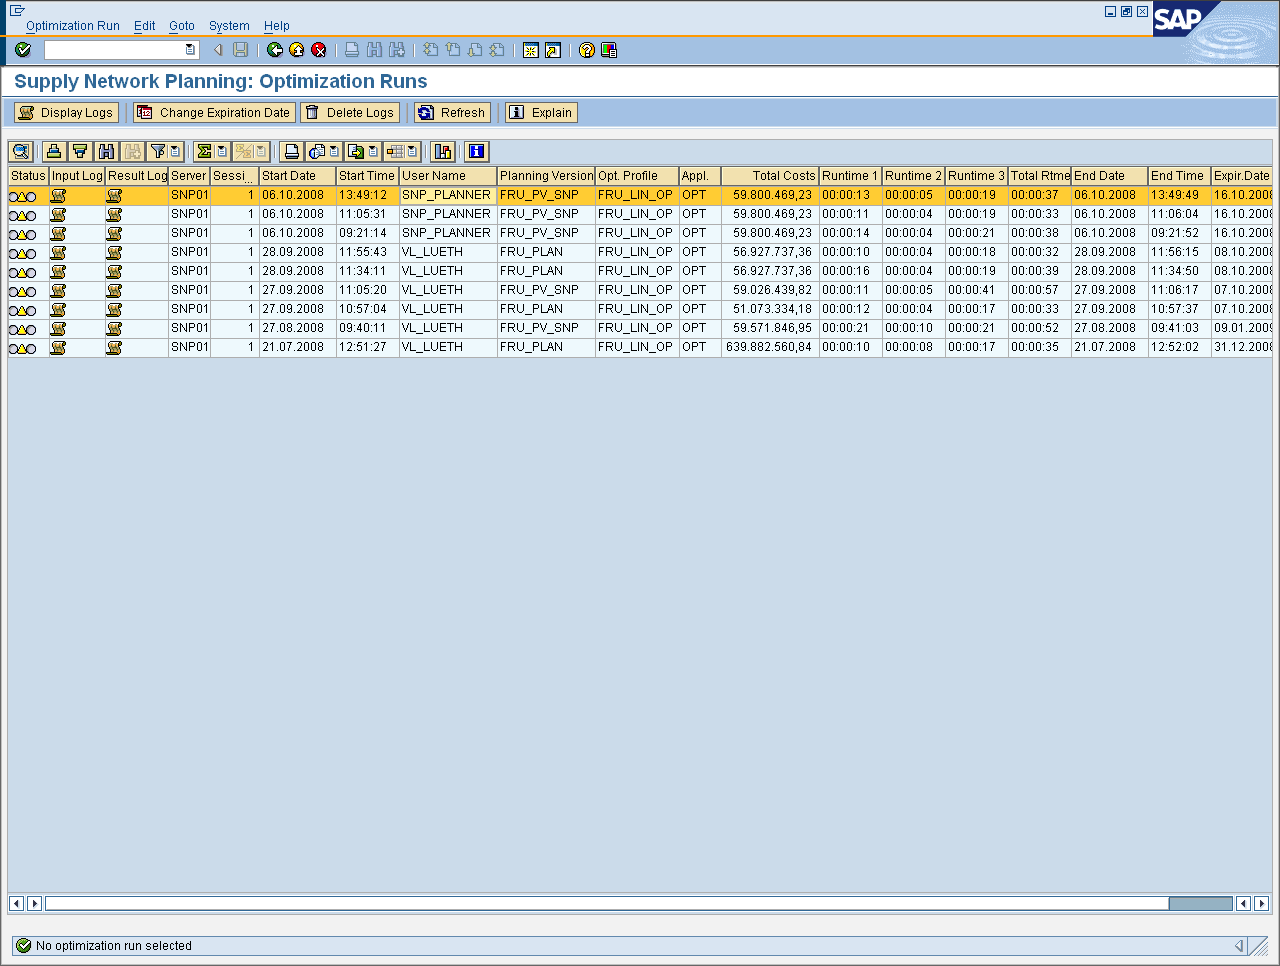 Optimization Run Edit Goto System Help
SAP
Supply Network Planning: Optimization Runs
Display Logs Change Expiration Date Delete Logs Refresh Explain
Status Input Log Result Log Server Sessi... Start Date Start Time User Name Planning Version Opt. Profile Appl. Total Costs Runtime 1 Runtime 2 Runtime 3 Total Rtme End Date End Time Expir.Date
SNP01 1 06.10.2008 13:49:12 SNP_PLANNER FRU_PV_SNP FRU_LIN_OP OPT 59.800.469,23 00:00:13 00:00:05 00:00:19 00:00:37 06.10.2008 13:49:49 16.10.2008
SNP01 1 06.10.2008 11:05:31 SNP_PLANNER FRU_PV_SNP FRU_LIN_OP OPT 59.800.469,23 00:00:11 00:00:04 00:00:19 00:00:33 06.10.2008 11:06:04 16.10.2008
SNP01 1 06.10.2008 09:21:14 SNP_PLANNER FRU_PV_SNP FRU_LIN_OP OPT 59.800.469,23 00:00:14 00:00:04 00:00:21 00:00:38 06.10.2008 09:21:52 16.10.2008
SNP01 1 28.09.2008 11:55:43 VL_LUETH FRU_PLAN FRU_LIN_OP OPT 56.927.737,36 00:00:10 00:00:04 00:00:18 00:00:32 28.09.2008 11:56:15 08.10.2008
SNP01 1 28.09.2008 11:34:11 VL_LUETH FRU_PLAN FRU_LIN_OP OPT 56.927.737,36 00:00:16 00:00:04 00:00:19 00:00:39 28.09.2008 11:34:50 08.10.2008
SNP01 1 27.09.2008 11:05:20 VL_LUETH FRU_PV_SNP FRU_LIN_OP OPT 59.026.439,82 00:00:11 00:00:05 00:00:41 00:00:57 27.09.2008 11:06:17 07.10.2008
SNP01 1 27.09.2008 10:57:04 VL_LUETH FRU_PLAN FRU_LIN_OP OPT 51.073.334,18 00:00:12 00:00:04 00:00:17 00:00:33 27.09.2008 10:57:37 07.10.2008
SNP01 1 27.08.2008 09:40:11 VL_LUETH FRU_PV_SNP FRU_LIN_OP OPT 59.571.846,95 00:00:21 00:00:10 00:00:21 00:00:52 27.08.2008 09:41:03 09.01.2009
SNP01 1 21.07.2008 12:51:27 VL_LUETH FRU_PLAN FRU_LIN_OP OPT 639.882.560,84 00:00:10 00:00:08 00:00:17 00:00:35 21.07.2008 12:52:02 31.12.2008
No optimization run selected